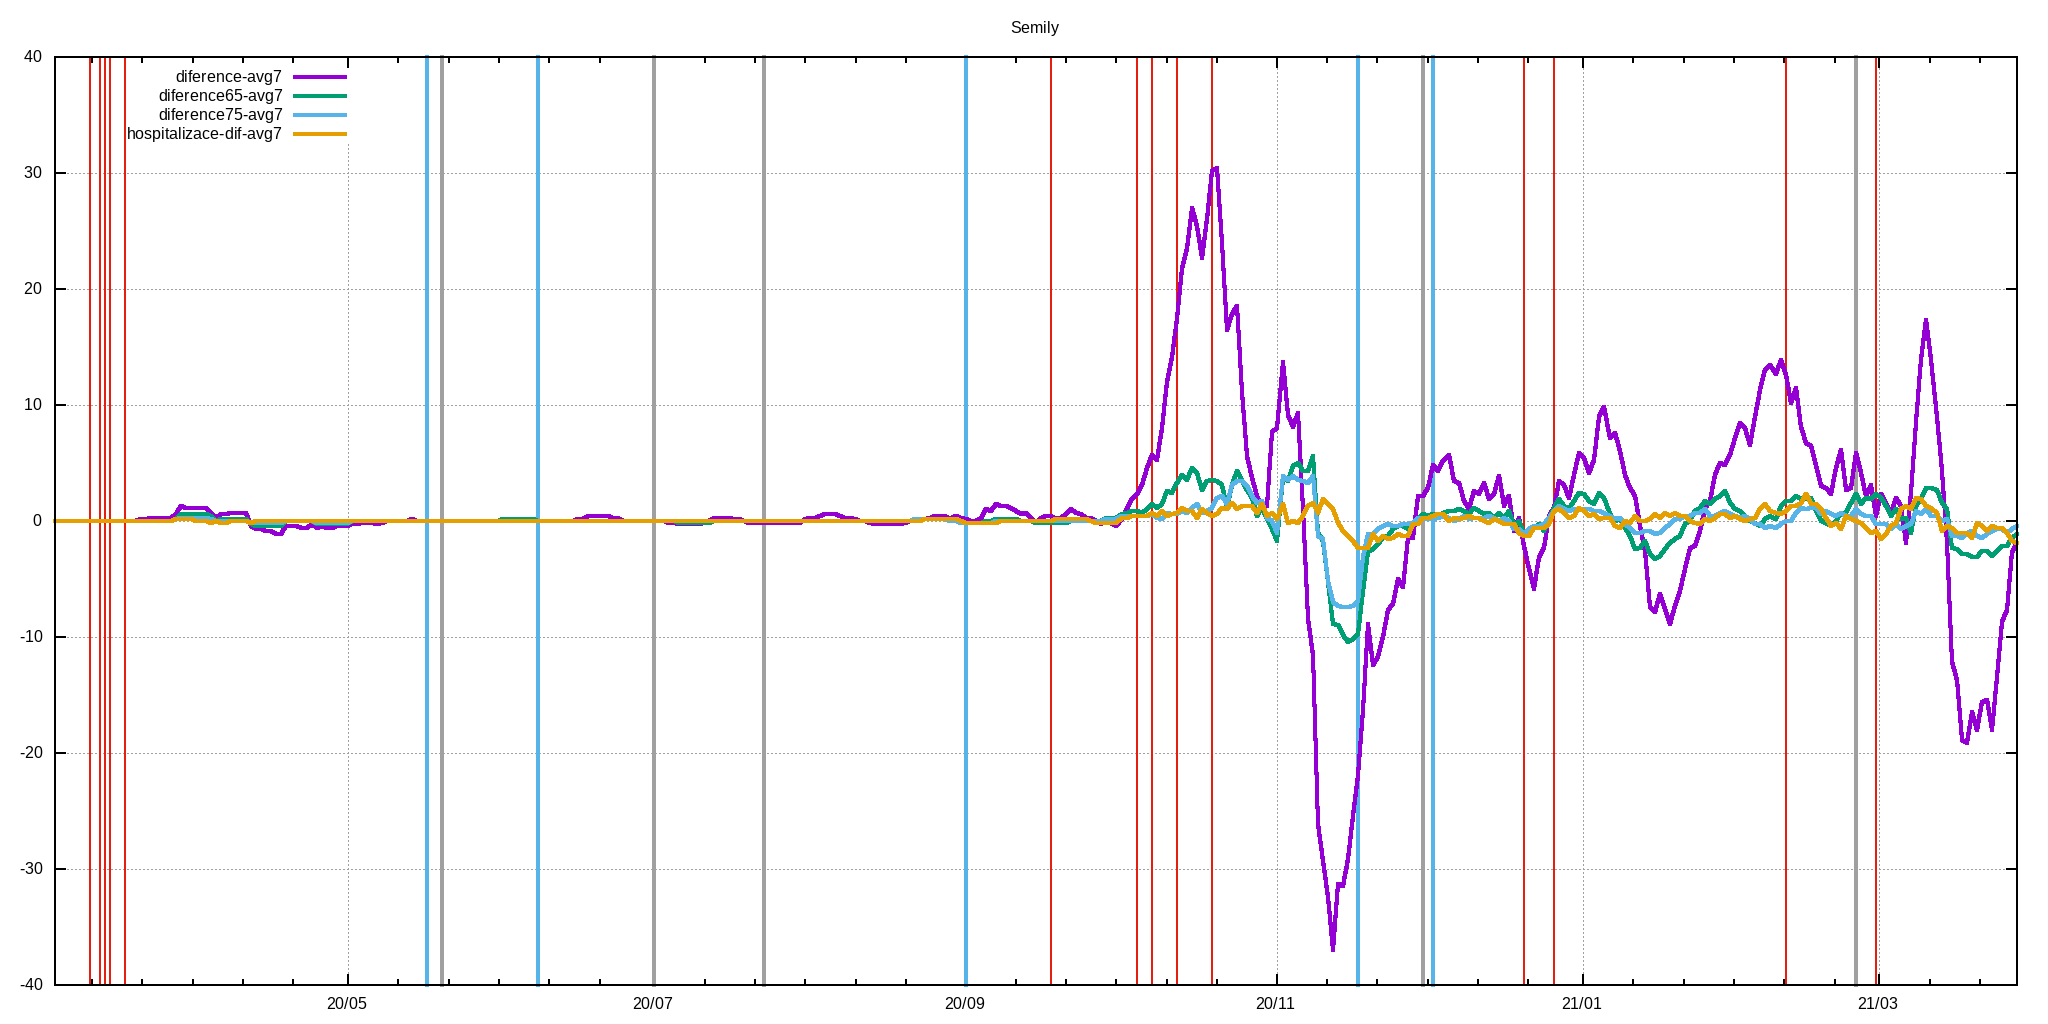 Semily
diference-avg7
diference65-avg7
diference75-avg7
hospitalizace-dif-avg7
40
30
20
10
0
-10
-20
-30
-40
20/05 20/07 20/09 20/11 21/01 21/03